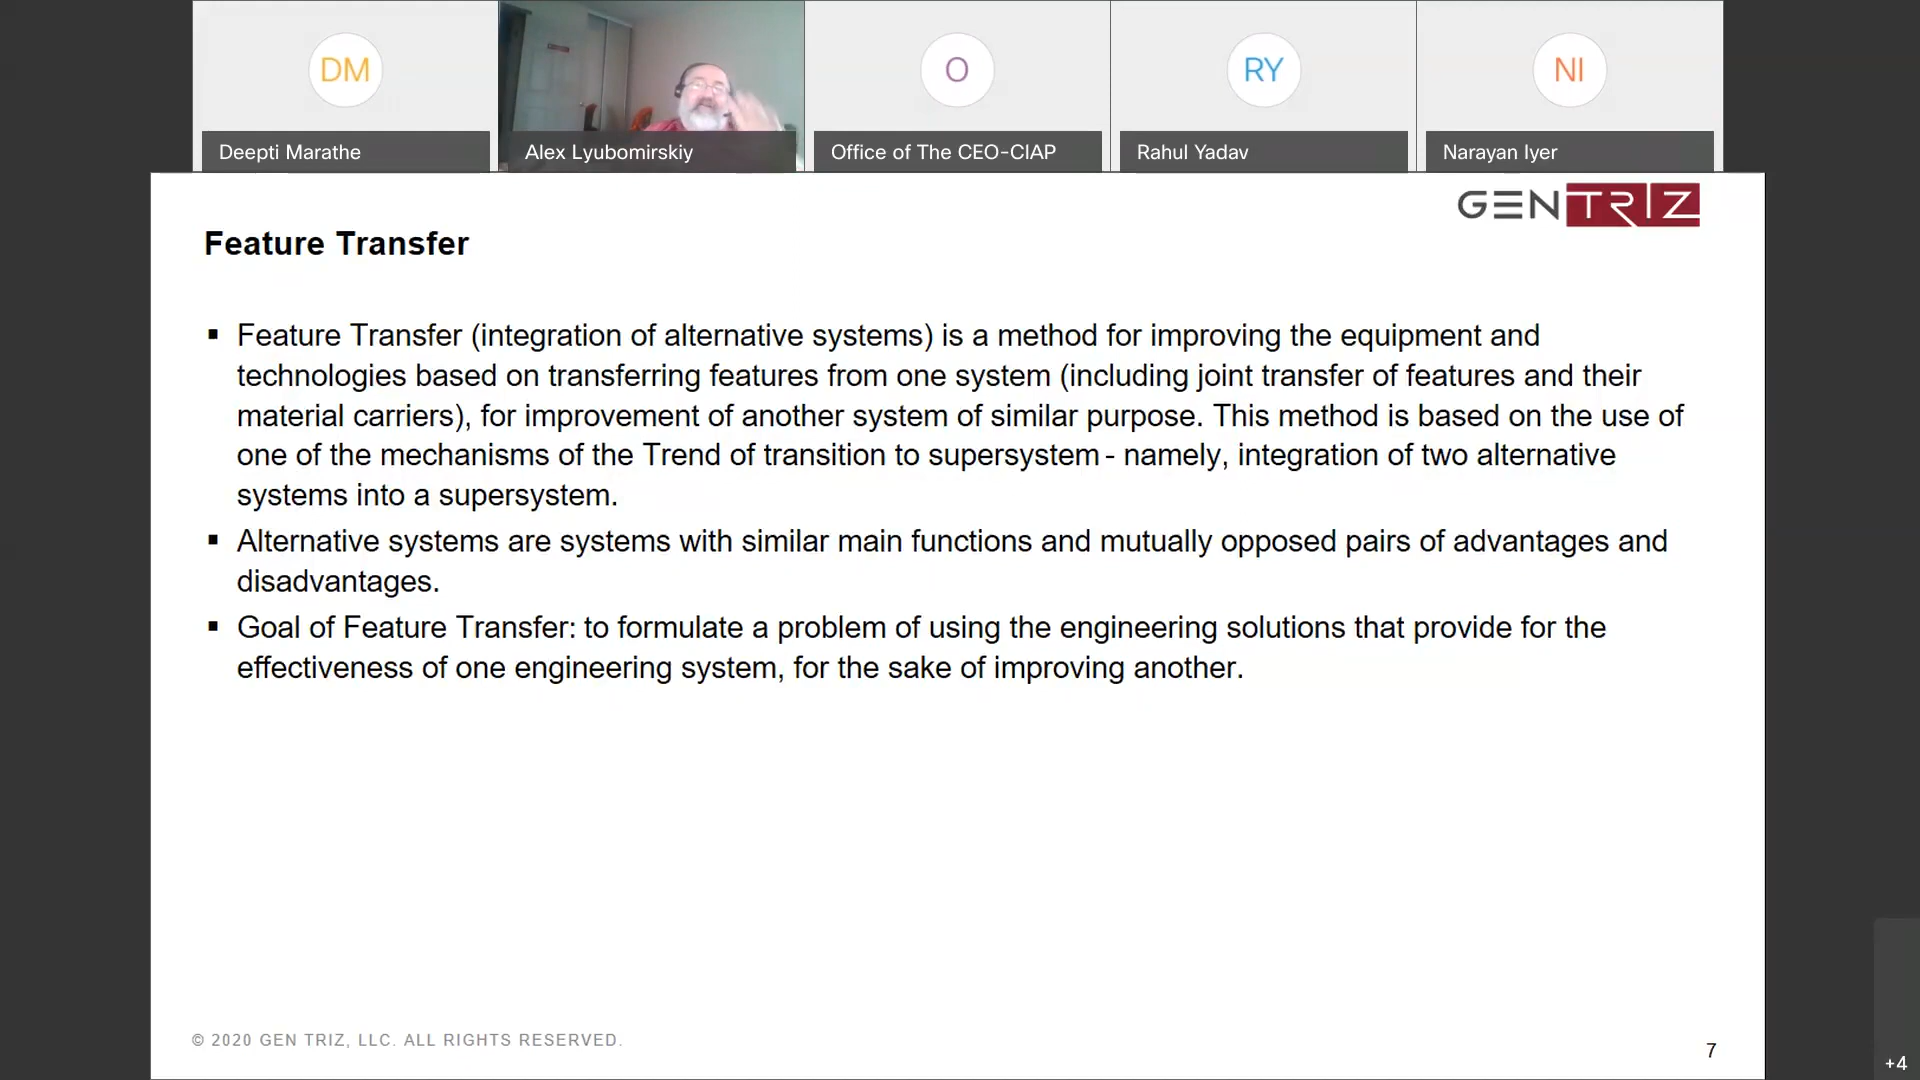 DM
O
RY
NI
Deepti Marathe
Alex Lyubomirskiy
Office of The CEO-CIAP
Rahul Yadav
Narayan Iyer
GEN TRIZ
Feature Transfer
▪ Feature Transfer (integration of alternative systems) is a method for improving the equipment and
technologies based on transferring features from one system (including joint transfer of features and their
material carriers), for improvement of another system of similar purpose. This method is based on the use of
one of the mechanisms of the Trend of transition to supersystem - namely, integration of two alternative
systems into a supersystem.
▪ Alternative systems are systems with similar main functions and mutually opposed pairs of advantages and
disadvantages.
▪ Goal of Feature Transfer: to formulate a problem of using the engineering solutions that provide for the
effectiveness of one engineering system, for the sake of improving another.
© 2020 GEN TRIZ, LLC. ALL RIGHTS RESERVED.
7
+4